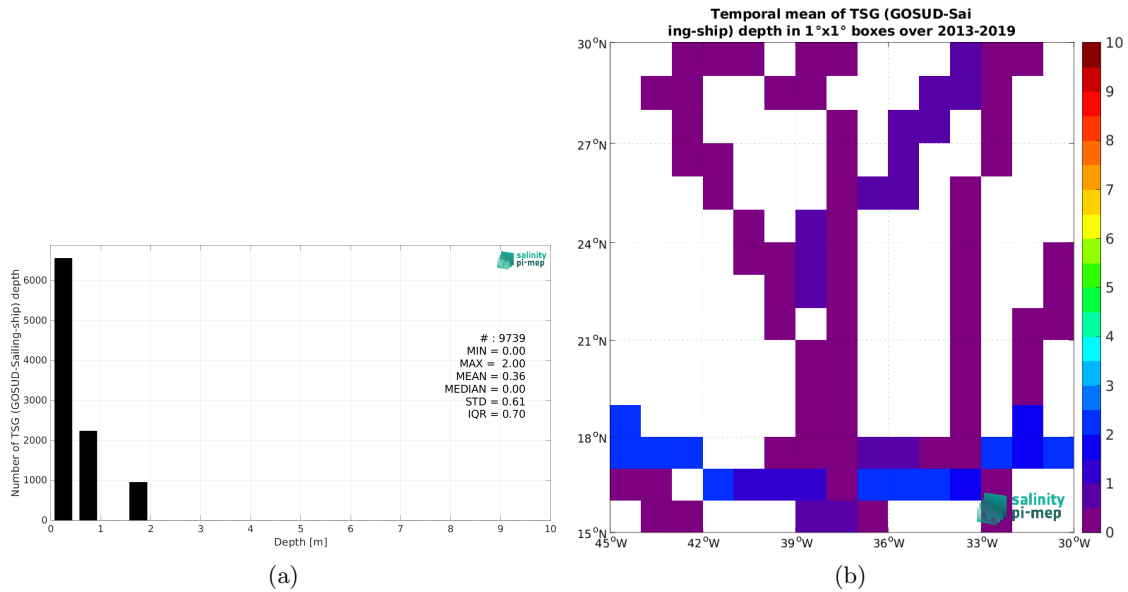 Number of TSG (GOSUD-Sailing-ship) depth
6000
5000
4000
3000
2000
1000
0
0 1 2 3 4 5 6 7 8 9 10
Depth [m]
salinity
pi-mep
# : 9739
MIN = 0.00
MAX = 2.00
MEAN = 0.36
MEDIAN = 0.00
STD = 0.61
IQR = 0.70
(a)
Temporal mean of TSG (GOSUD-Sai
ing-ship) depth in 1°x1° boxes over 2013-2019
30°N
27°N
24°N
21°N
18°N
15°N
45°W 42°W 39°W 36°W 33°W 30°W
salinity
pi-mep
10
9
8
7
6
5
4
3
2
1
0
(b)